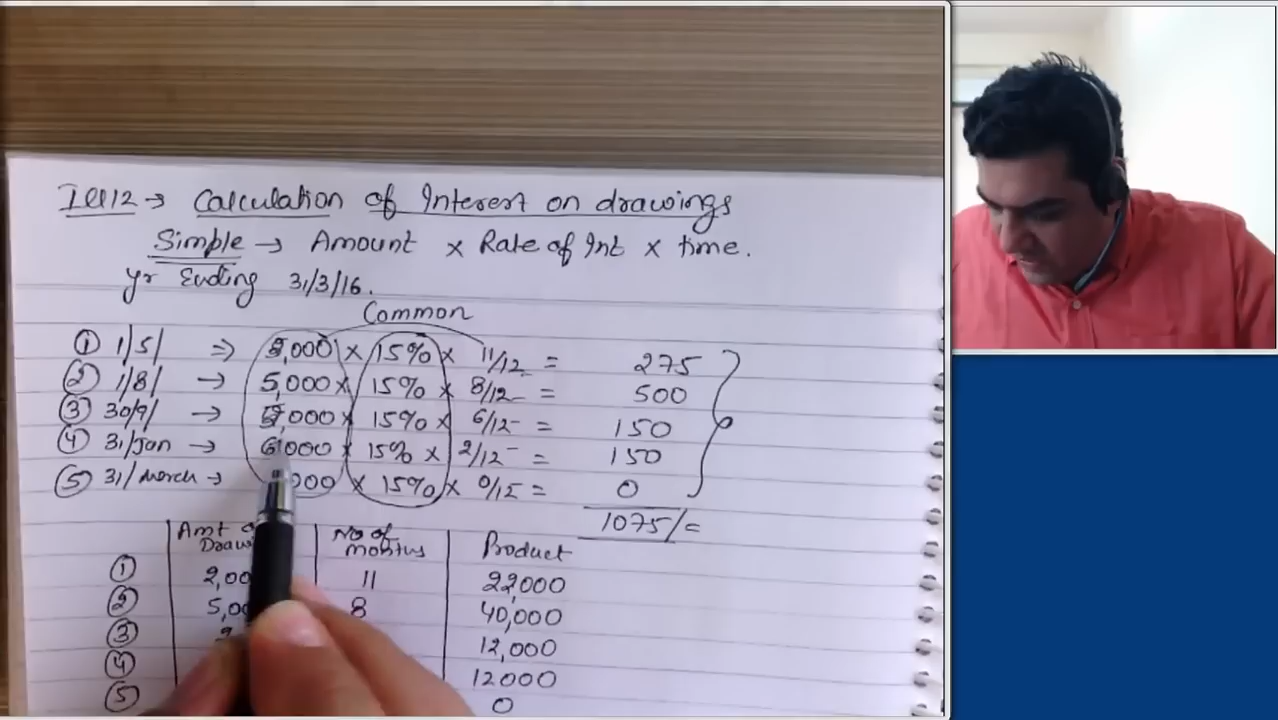 Ill 12 → Calculation of Interest on drawings
Simple → Amount × Rate of Int × time.
Yr Ending 31/3/16.
Common
① 1/5/ ⇒ 2,000 × 15% × 11/12 = 275
② 1/8/ → 5,000 × 15% × 8/12 = 500
③ 30/9/ → 2,000 × 15% × 6/12 = 150
④ 31/Jan → 6,000 × 15% × 2/12 = 150
⑤ 31/March → 000 × 15% × 0/12 = 0
1075/=
Amt Draw No of months Product
① 2,00 11 22,000
② 5,00 8 40,000
③ 12,000
④ 12000
⑤ 0